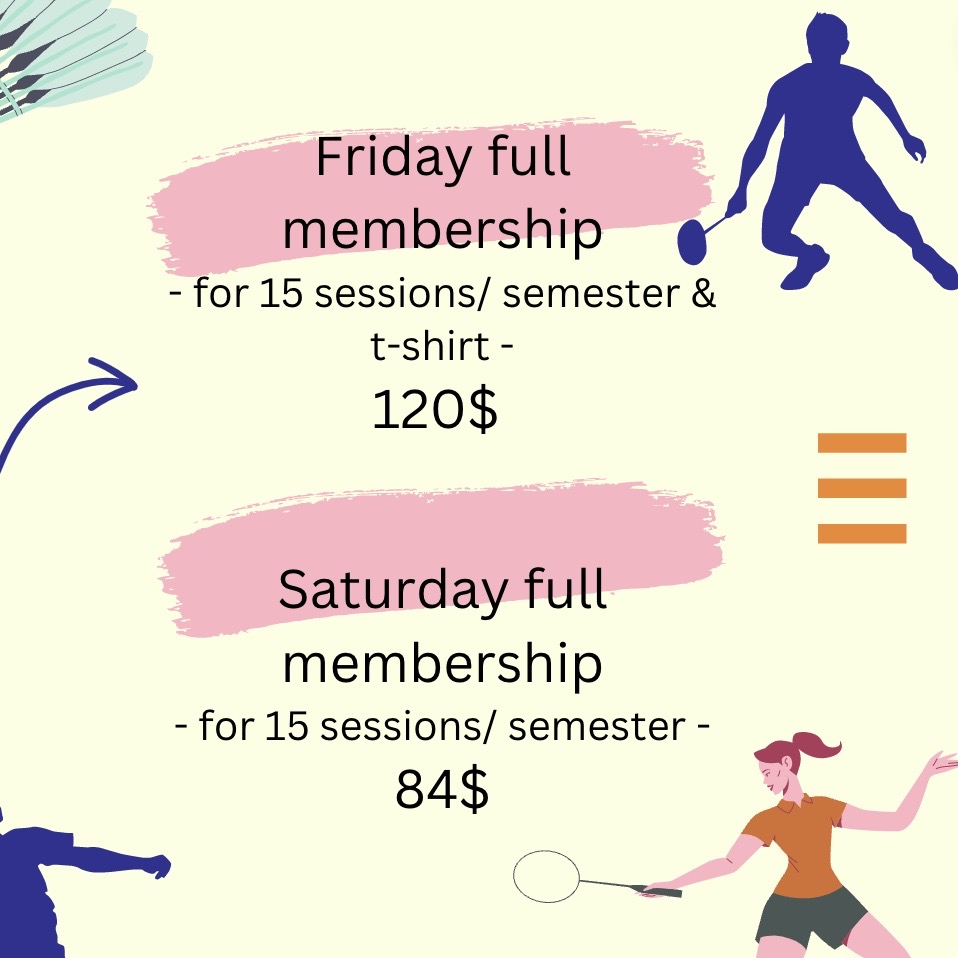 Friday full
membership
- for 15 sessions/ semester &
t-shirt -
120$
Saturday full
membership
- for 15 sessions/ semester -
84$